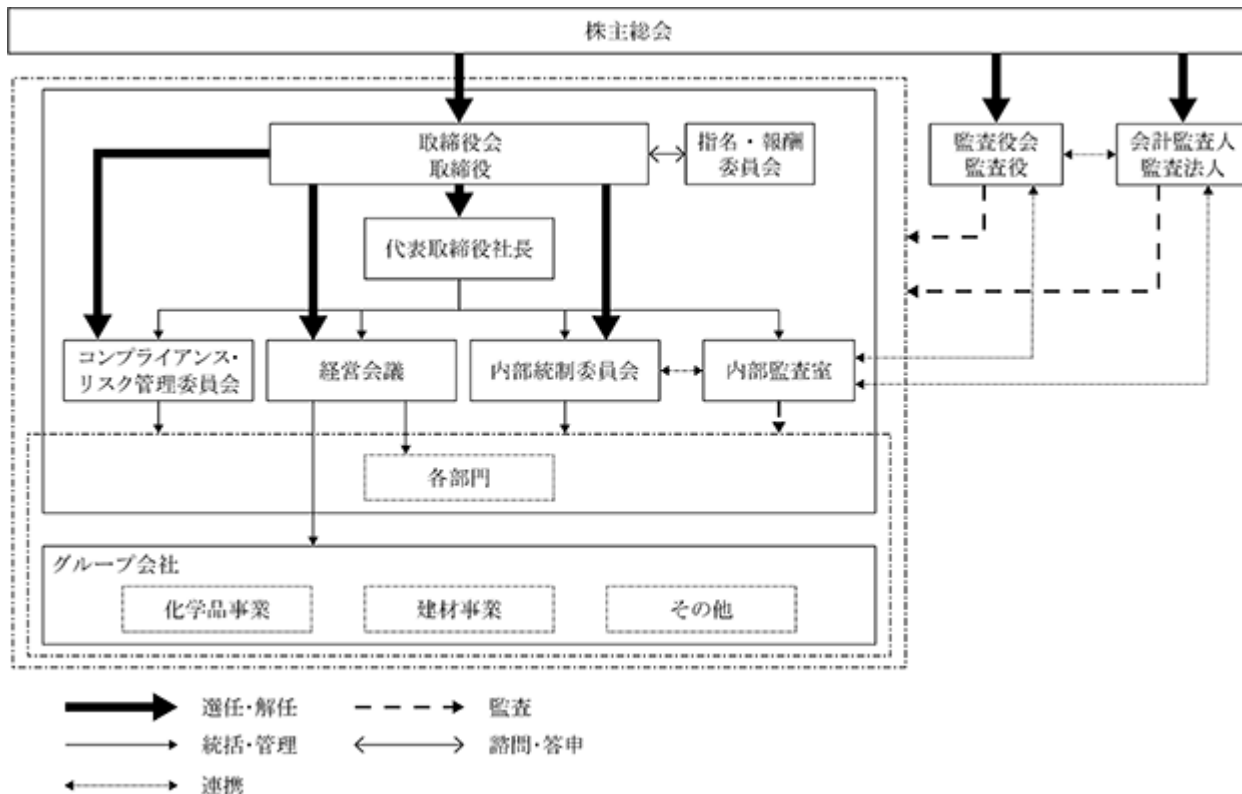 株主総会
取締役会
取締役
指名・報酬
委員会
監査役会
監査役
会計監査人
監査法人
代表取締役社長
コンプライアンス・
リスク管理委員会
経営会議
内部統制委員会
内部監査室
各部門
グループ会社
化学品事業
建材事業
その他
選任・解任
監査
統括・管理
諮問・答申
連携